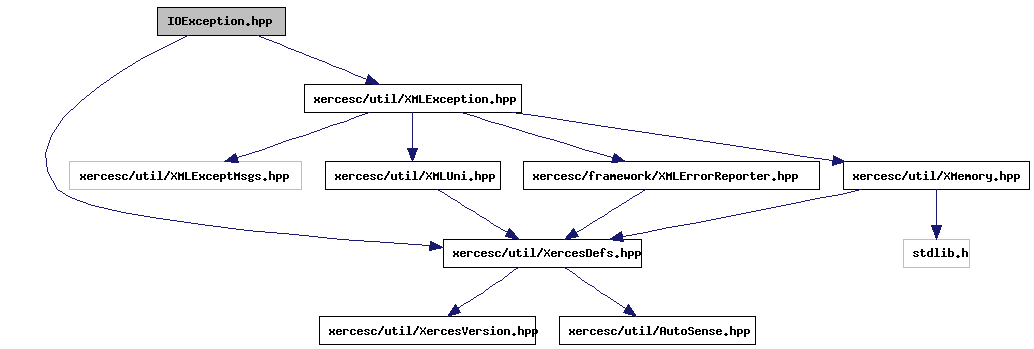 IOException.hpp
xercesc/util/XMLException.hpp
xercesc/util/XMLExceptMsgs.hpp
xercesc/util/XMLUni.hpp
xercesc/framework/XMLErrorReporter.hpp
xercesc/util/XMemory.hpp
xercesc/util/XercesDefs.hpp
stdlib.h
xercesc/util/XercesVersion.hpp
xercesc/util/AutoSense.hpp